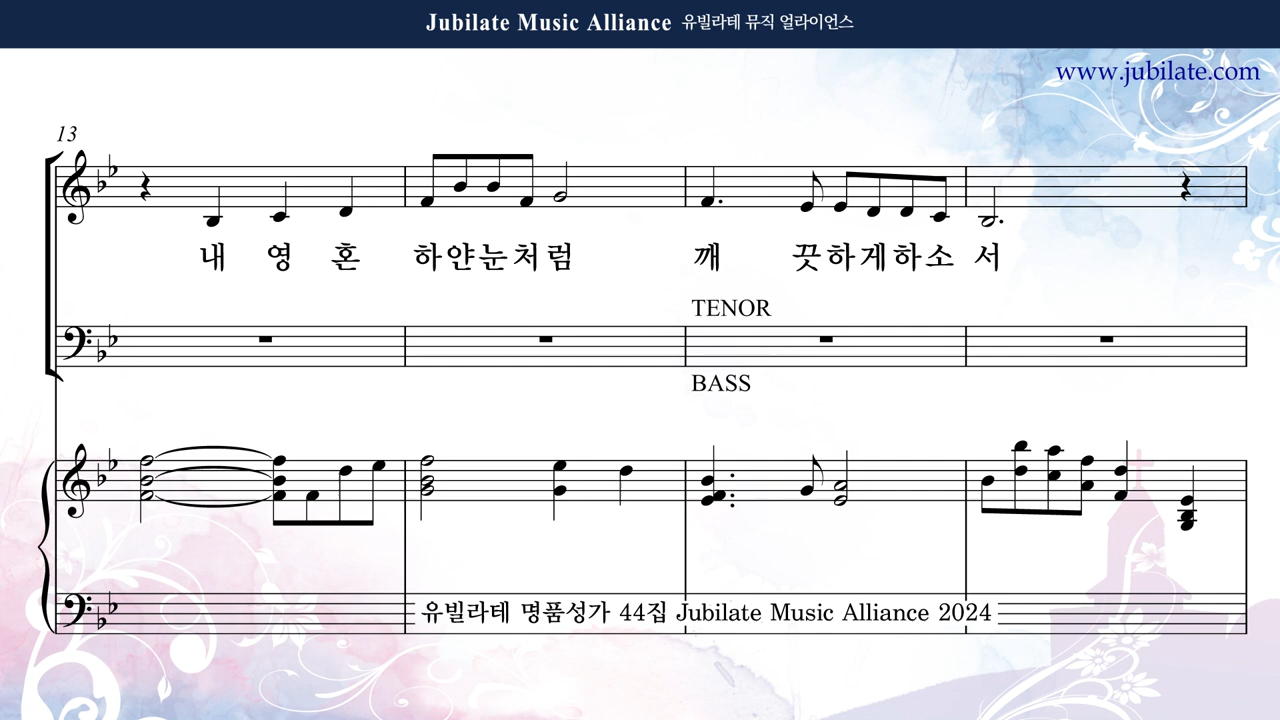 Jubilate Music Alliance 유빌라테 뮤직 얼라이언스
www.jubilate.com
13
내 영 혼 하얀눈처럼 깨 끗하게하소 서
TENOR
BASS
유빌라테 명품성가 44집 Jubilate Music Alliance 2024